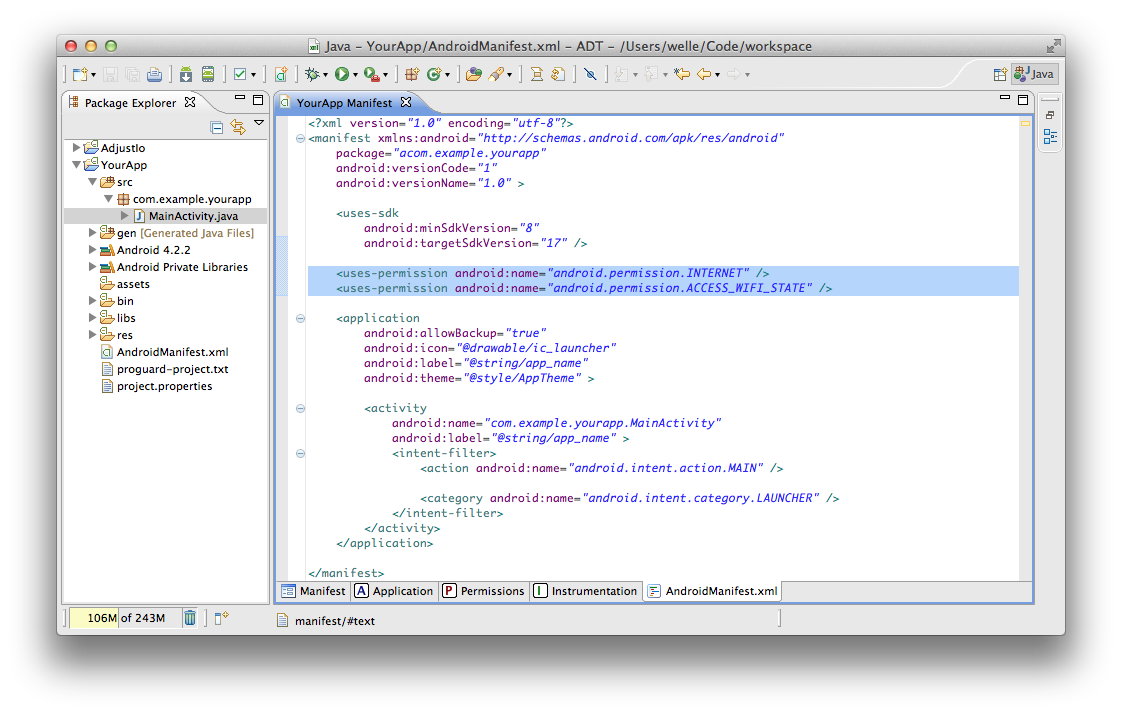 Java – YourApp/AndroidManifest.xml – ADT – /Users/welle/Code/workspace
Java
Package Explorer
AdjustIo
YourApp
src
com.example.yourapp
MainActivity.java
gen [Generated Java Files]
Android 4.2.2
Android Private Libraries
assets
bin
libs
res
AndroidManifest.xml
proguard-project.txt
project.properties
YourApp Manifest
<?xml version="1.0" encoding="utf-8"?>
<manifest xmlns:android="http://schemas.android.com/apk/res/android"
package="acom.example.yourapp"
android:versionCode="1"
android:versionName="1.0" >
<uses-sdk
android:minSdkVersion="8"
android:targetSdkVersion="17" />
<uses-permission android:name="android.permission.INTERNET" />
<uses-permission android:name="android.permission.ACCESS_WIFI_STATE" />
<application
android:allowBackup="true"
android:icon="@drawable/ic_launcher"
android:label="@string/app_name"
android:theme="@style/AppTheme" >
<activity
android:name="com.example.yourapp.MainActivity"
android:label="@string/app_name" >
<intent-filter>
<action android:name="android.intent.action.MAIN" />
<category android:name="android.intent.category.LAUNCHER" />
</intent-filter>
</activity>
</application>
</manifest>
Manifest A Application P Permissions I Instrumentation AndroidManifest.xml
106M of 243M
manifest/#text